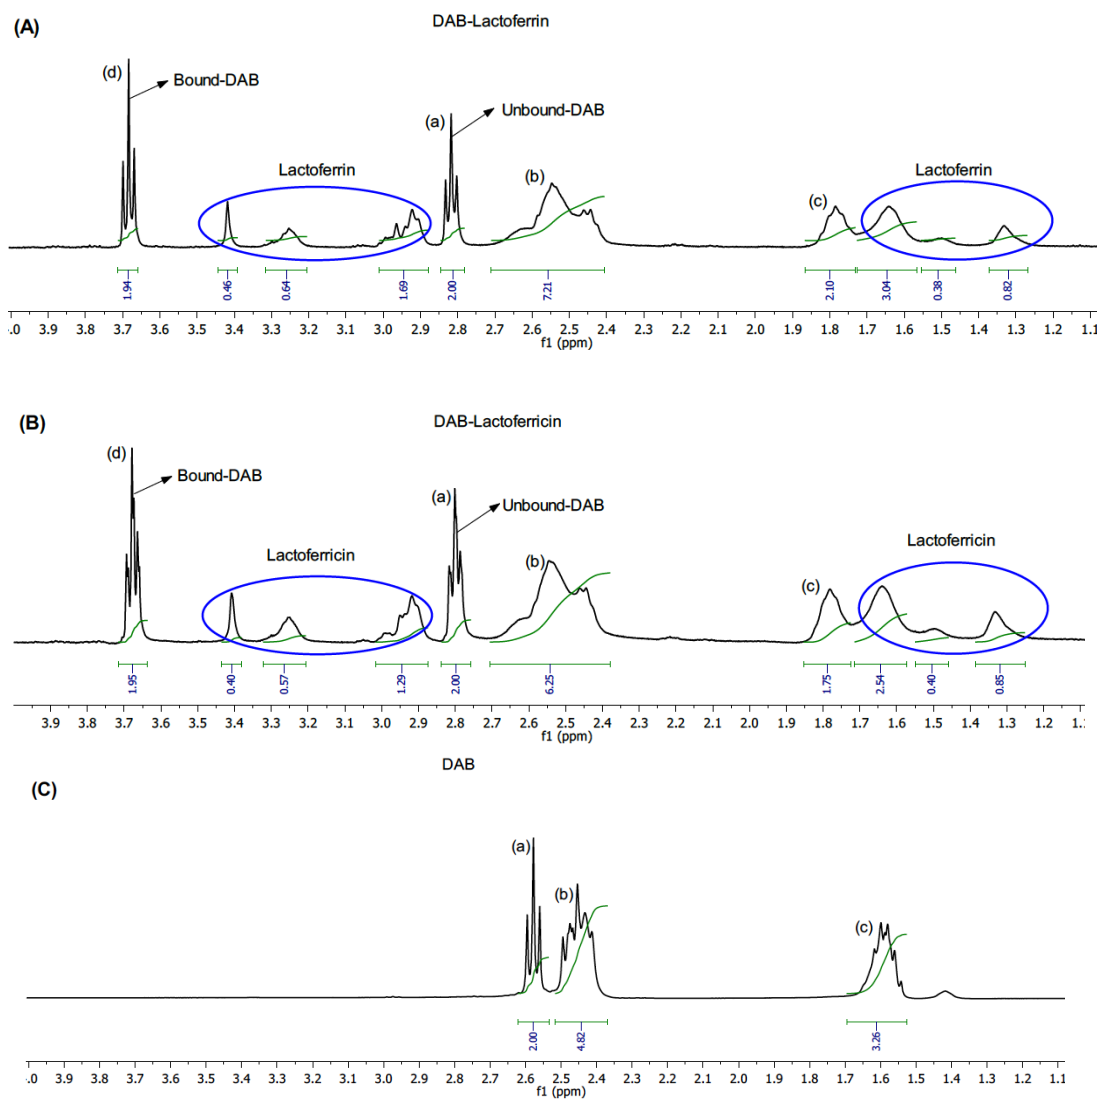 (A)
DAB-Lactoferrin
(d)
Bound-DAB
Lactoferrin
(a)
Unbound-DAB
(b)
(c)
Lactoferrin
1.94 0.46 0.64 1.69 2.00 7.21 2.10 3.04 0.38 0.82
.0 3.9 3.8 3.7 3.6 3.5 3.4 3.3 3.2 3.1 3.0 2.9 2.8 2.7 2.6 2.5 2.4 2.3 2.2 2.1 2.0 1.9 1.8 1.7 1.6 1.5 1.4 1.3 1.2 1.1
f1 (ppm)
(B)
DAB-Lactoferricin
(d)
Bound-DAB
Lactoferricin
(a)
Unbound-DAB
(b)
(c)
Lactoferricin
1.95 0.40 0.57 1.29 2.00 6.25 1.75 2.54 0.40 0.85
3.9 3.8 3.7 3.6 3.5 3.4 3.3 3.2 3.1 3.0 2.9 2.8 2.7 2.6 2.5 2.4 2.3 2.2 2.1 2.0 1.9 1.8 1.7 1.6 1.5 1.4 1.3 1.2
f1 (ppm)
DAB
(C)
(a)
(b)
(c)
2.00 4.82 3.26
.0 3.9 3.8 3.7 3.6 3.5 3.4 3.3 3.2 3.1 3.0 2.9 2.8 2.7 2.6 2.5 2.4 2.3 2.2 2.1 2.0 1.9 1.8 1.7 1.6 1.5 1.4 1.3 1.2 1.1
f1 (ppm)